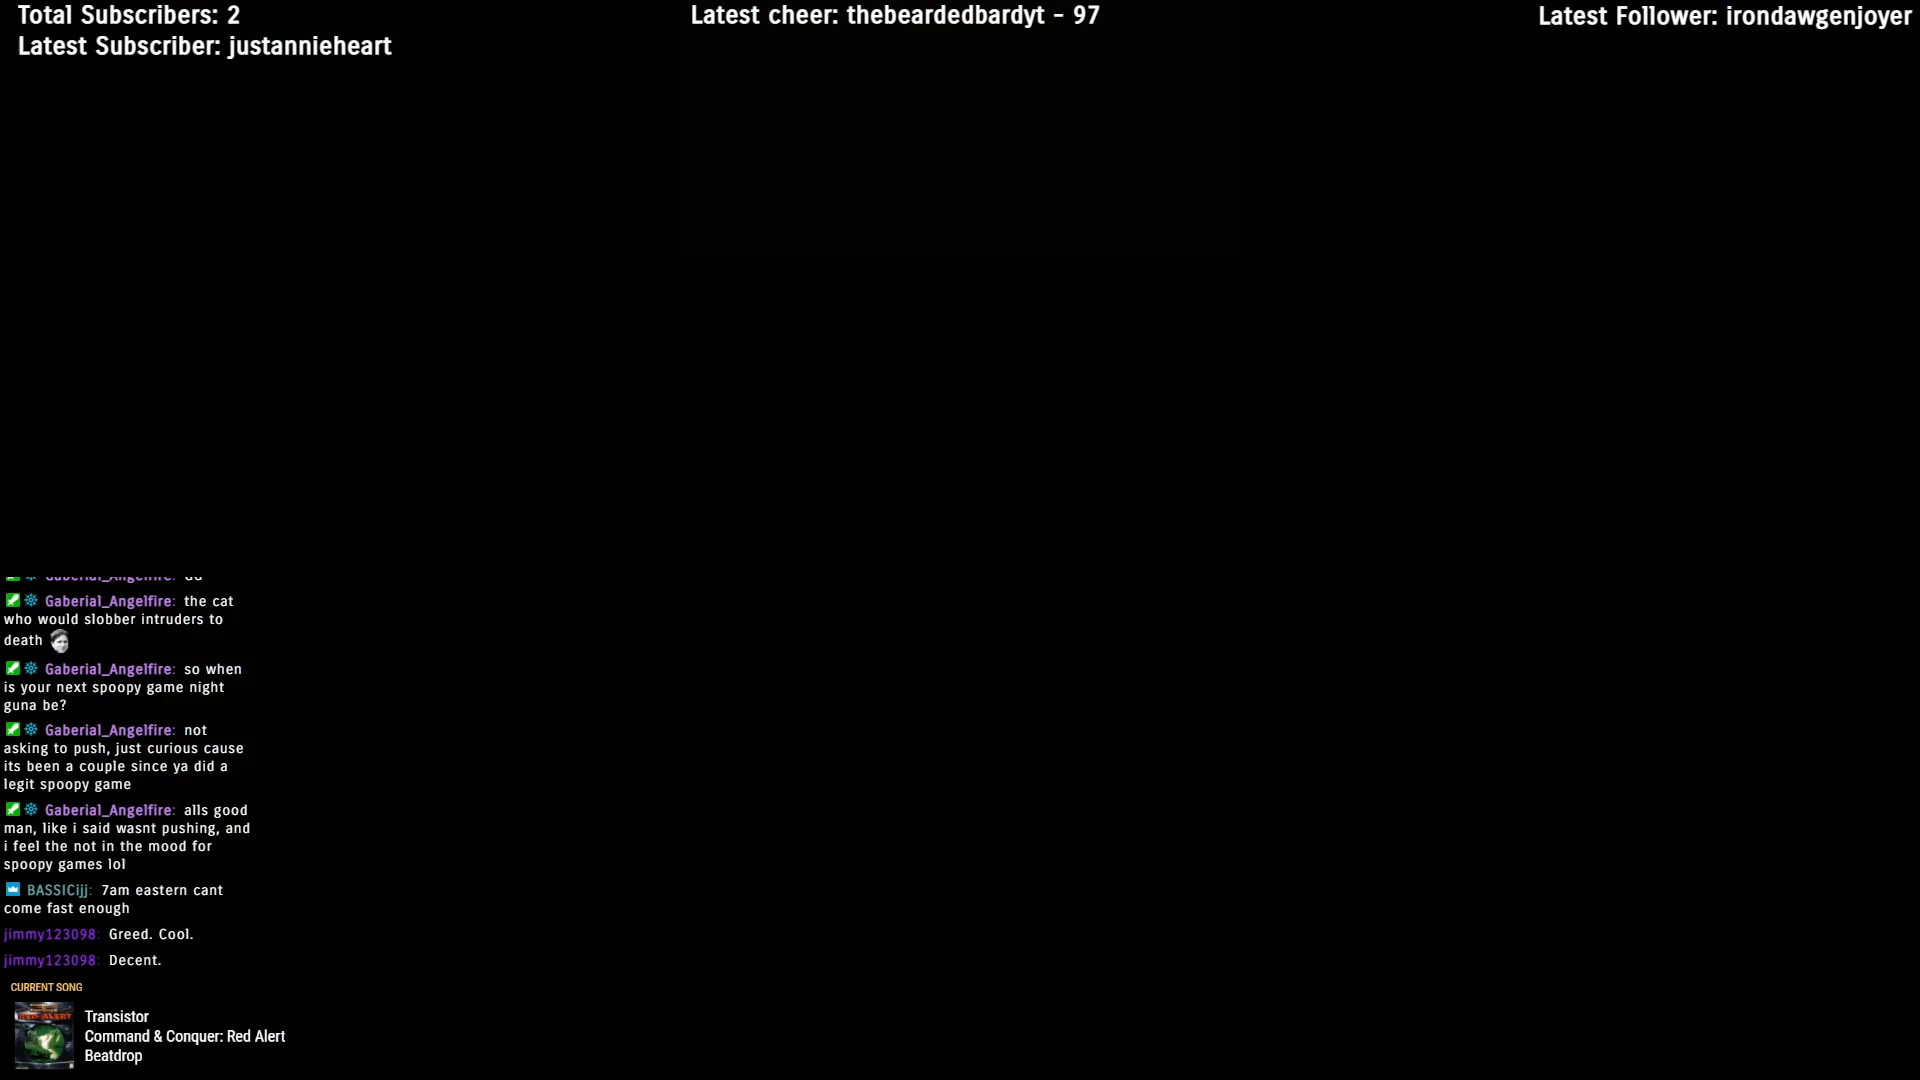 Total Subscribers: 2
Latest Subscriber: justannieheart
Latest cheer: thebeardedbardyt - 97
Latest Follower: irondawgenjoyer
Gaberial_Angelfire:
Gaberial_Angelfire: the cat
who would slobber intruders to
death
Gaberial_Angelfire: so when
is your next spoopy game night
guna be?
Gaberial_Angelfire: not
asking to push, just curious cause
its been a couple since ya did a
legit spoopy game
Gaberial_Angelfire: alls good
man, like i said wasnt pushing, and
i feel the not in the mood for
spoopy games lol
BASSICijj: 7am eastern cant
come fast enough
jimmy123098: Greed. Cool.
jimmy123098: Decent.
CURRENT SONG
RED ALERT
Transistor
Command & Conquer: Red Alert
Beatdrop